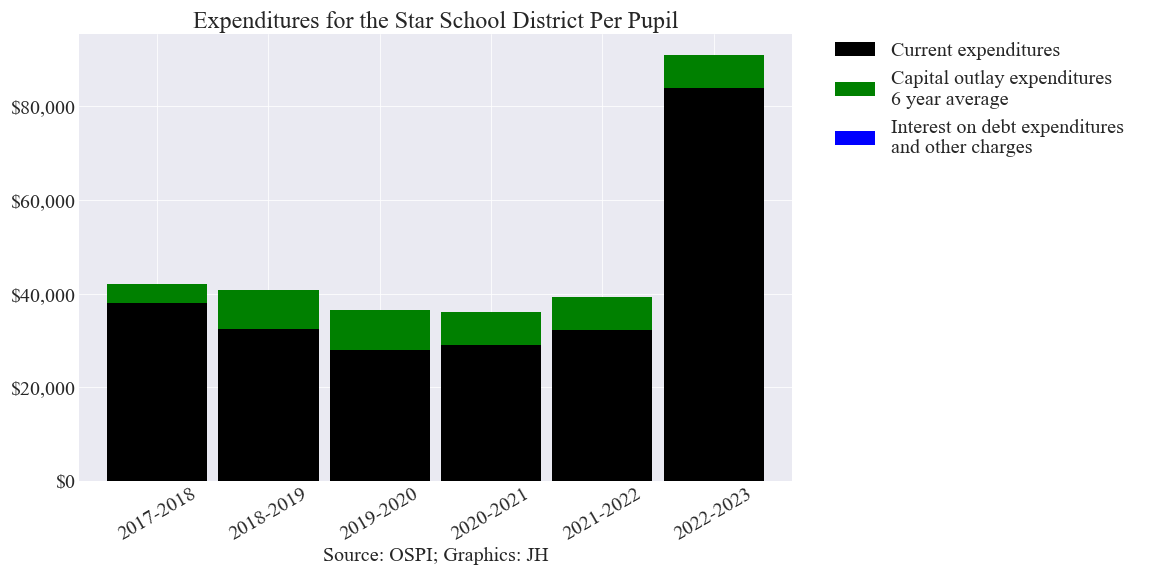 Expenditures for the Star School District Per Pupil
Current expenditures
Capital outlay expenditures
6 year average
Interest on debt expenditures
and other charges
$80,000
$60,000
$40,000
$20,000
$0
2017-2018
2018-2019
2019-2020
2020-2021
2021-2022
2022-2023
Source: OSPI; Graphics: JH